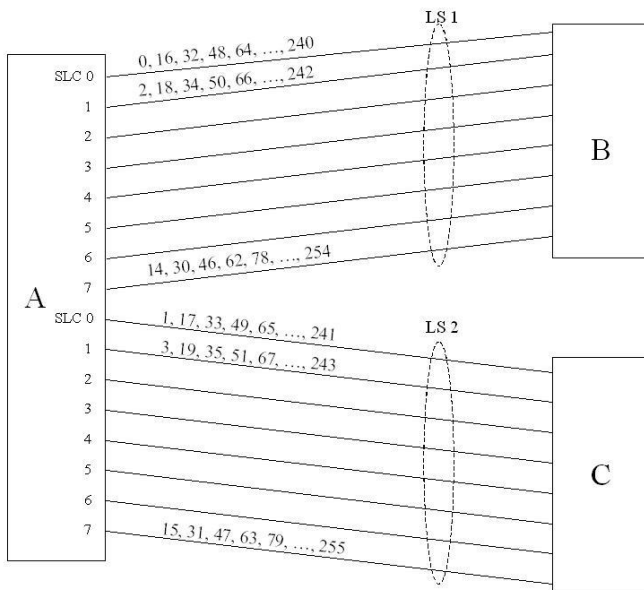 LS 1
0, 16, 32, 48, 64, ..., 240
SLC 0
2, 18, 34, 50, 66, ..., 242
1
2
3
B
4
5
6
14, 30, 46, 62, 78, ..., 254
7
A
SLC 0
1, 17, 33, 49, 65, ..., 241
LS 2
1
3, 19, 35, 51, 67, ..., 243
2
3
4
C
5
6
7
15, 31, 47, 63, 79, ..., 255